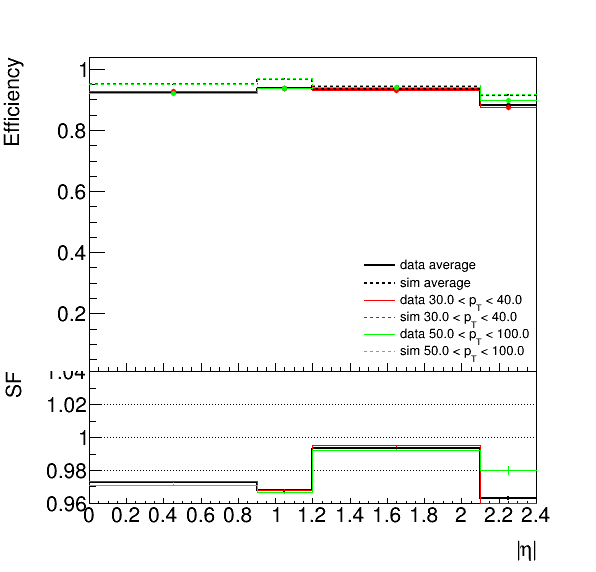 Efficiency
1
0.8
0.6
0.4
0.2
data average
sim average
data 30.0 < p_T < 40.0
sim 30.0 < p_T < 40.0
data 50.0 < p_T < 100.0
sim 50.0 < p_T < 100.0
SF
1.04
1.02
1
0.98
0.96
0 0.2 0.4 0.6 0.8 1 1.2 1.4 1.6 1.8 2 2.2 2.4
|η|